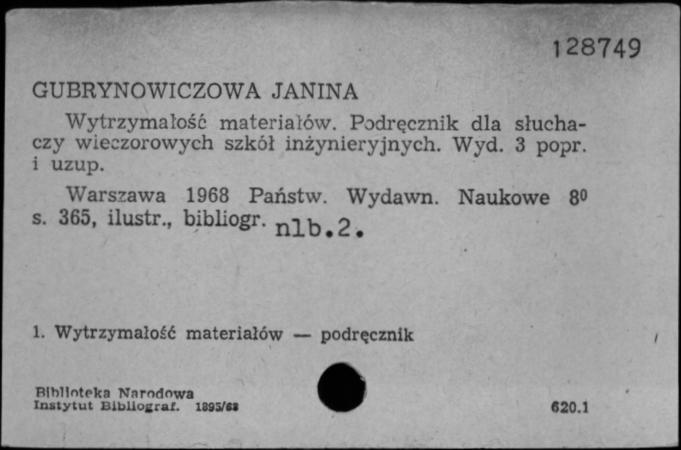 128749
GUBRYNOWICZOWA JANINA
Wytrzymałość materiałów. Podręcznik dla słucha-
czy wieczorowych szkół inżynieryjnych. Wyd. 3 popr.
i uzup.
Warszawa 1968 Państw. Wydawn. Naukowe 8⁰
s. 365, ilustr., bibliogr. nlb.2.
1. Wytrzymałość materiałów — podręcznik
Biblioteka Narodowa
Instytut Bibliograf. 1895/68
620.1